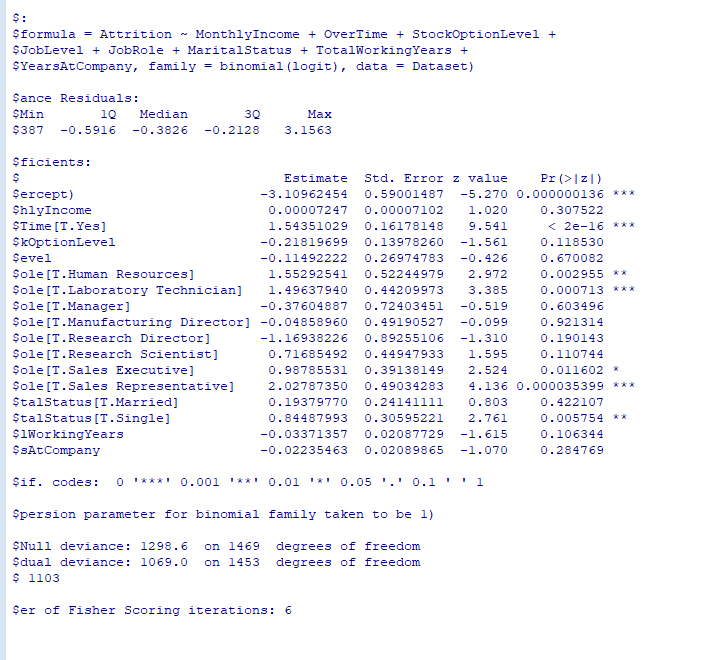 $:
$formula = Attrition ~ MonthlyIncome + OverTime + StockOptionLevel +
$JobLevel + JobRole + MaritalStatus + TotalWorkingYears +
$YearsAtCompany, family = binomial(logit), data = Dataset)
$ance Residuals:
$Min 1Q Median 3Q Max
$387 -0.5916 -0.3826 -0.2128 3.1563
$ficients:
$ Estimate Std. Error z value Pr(>|z|)
$ercept) -3.10962454 0.59001487 -5.270 0.000000136 ***
$hlyIncome 0.00007247 0.00007102 1.020 0.307522
$Time[T.Yes] 1.54351029 0.16178148 9.541 < 2e-16 ***
$kOptionLevel -0.21819699 0.13978260 -1.561 0.118530
$evel -0.11492222 0.26974783 -0.426 0.670082
$ole[T.Human Resources] 1.55292541 0.52244979 2.972 0.002955 **
$ole[T.Laboratory Technician] 1.49637940 0.44209973 3.385 0.000713 ***
$ole[T.Manager] -0.37604887 0.72403451 -0.519 0.603496
$ole[T.Manufacturing Director] -0.04858960 0.49190527 -0.099 0.921314
$ole[T.Research Director] -1.16938226 0.89255106 -1.310 0.190143
$ole[T.Research Scientist] 0.71685492 0.44947933 1.595 0.110744
$ole[T.Sales Executive] 0.98785531 0.39138149 2.524 0.011602 *
$ole[T.Sales Representative] 2.02787350 0.49034283 4.136 0.000035399 ***
$talStatus[T.Married] 0.19379770 0.24141111 0.803 0.422107
$talStatus[T.Single] 0.84487993 0.30595221 2.761 0.005754 **
$lWorkingYears -0.03371357 0.02087729 -1.615 0.106344
$sAtCompany -0.02235463 0.02089865 -1.070 0.284769
$if. codes: 0 '***' 0.001 '**' 0.01 '*' 0.05 '.' 0.1 ' ' 1
$persion parameter for binomial family taken to be 1)
$Null deviance: 1298.6 on 1469 degrees of freedom
$dual deviance: 1069.0 on 1453 degrees of freedom
$ 1103
$er of Fisher Scoring iterations: 6